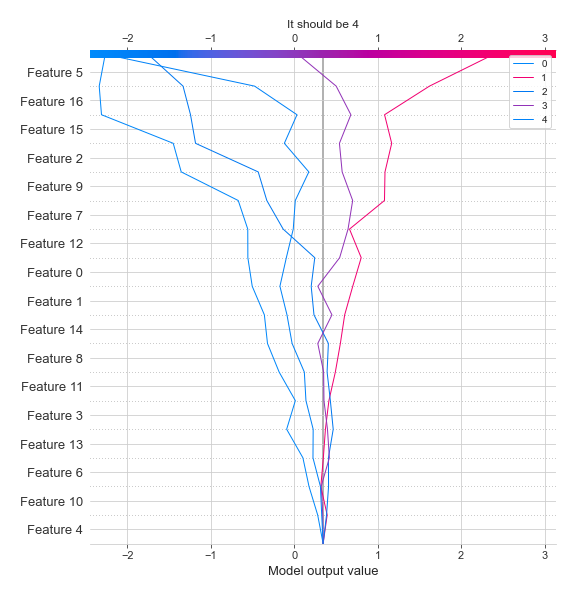 It should be 4
−2 −1 0 1 2 3
0
1
2
3
4
Feature 5
Feature 16
Feature 15
Feature 2
Feature 9
Feature 7
Feature 12
Feature 0
Feature 1
Feature 14
Feature 8
Feature 11
Feature 3
Feature 13
Feature 6
Feature 10
Feature 4
−2 −1 0 1 2 3
Model output value